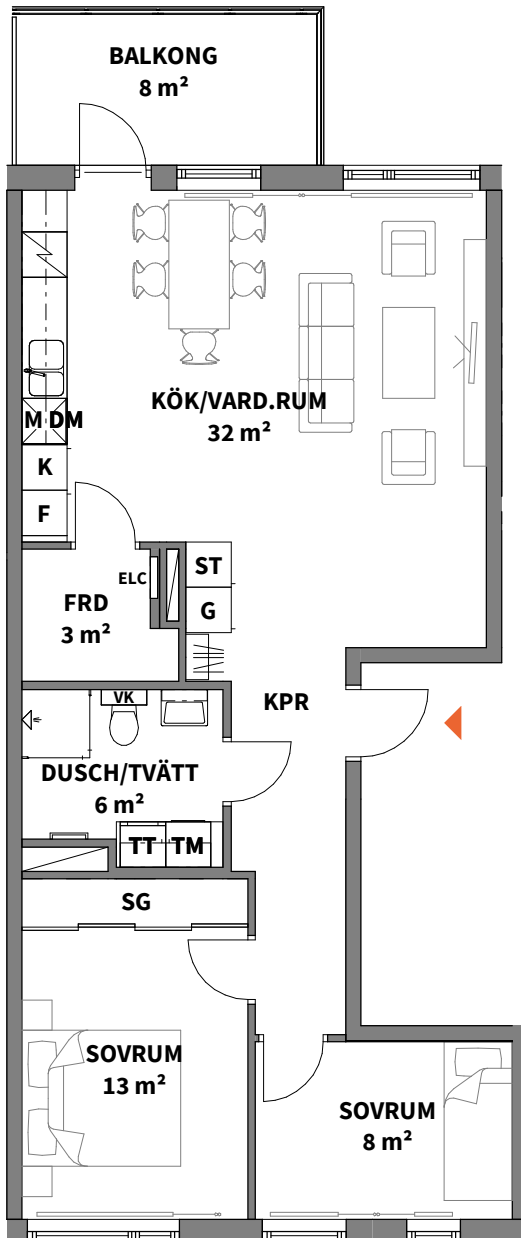 BALKONG
8 m²
KÖK/VARD.RUM
32 m²
M DM
K
F
ELC
ST
G
FRD
3 m²
VK
KPR
DUSCH/TVÄTT
6 m²
TT
TM
SG
SOVRUM
13 m²
SOVRUM
8 m²